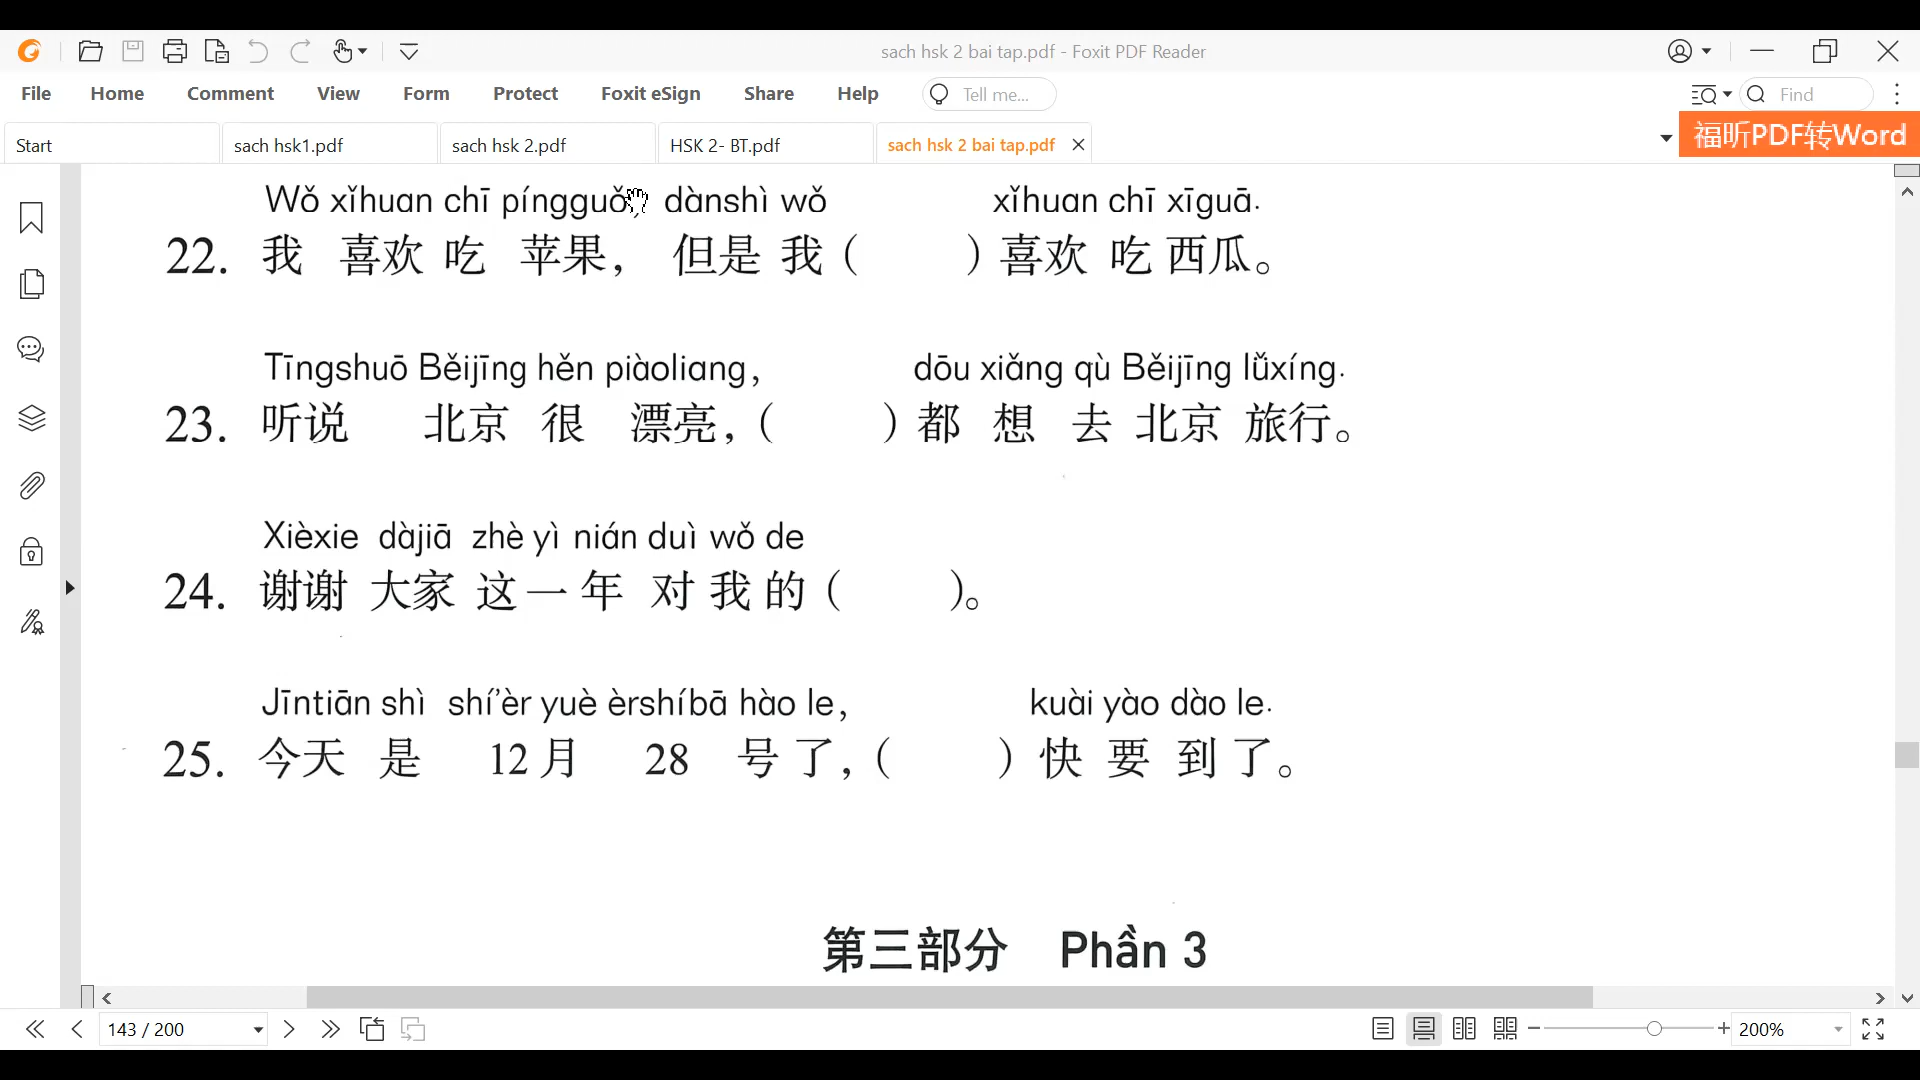 sach hsk 2 bai tap.pdf - Foxit PDF Reader
File Home Comment View Form Protect Foxit eSign Share Help Tell me... Find
Start sach hsk1.pdf sach hsk 2.pdf HSK 2- BT.pdf sach hsk 2 bai tap.pdf 福昕PDF转Word
Wǒ xǐhuan chī píngguǒ, dànshì wǒ xǐhuan chī xīguā.
22. 我 喜欢 吃 苹果, 但是 我 ( ) 喜欢 吃 西瓜。
Tīngshuō Běijīng hěn piàoliang, dōu xiǎng qù Běijīng lǚxíng.
23. 听说 北京 很 漂亮, ( ) 都 想 去 北京 旅行。
Xièxie dàjiā zhè yì nián duì wǒ de
24. 谢谢 大家 这 一 年 对 我 的 ( )。
Jīntiān shì shí'èr yuè èrshíbā hào le, kuài yào dào le.
25. 今天 是 12 月 28 号 了, ( ) 快 要 到 了。
第三部分 Phần 3
143 / 200 200%